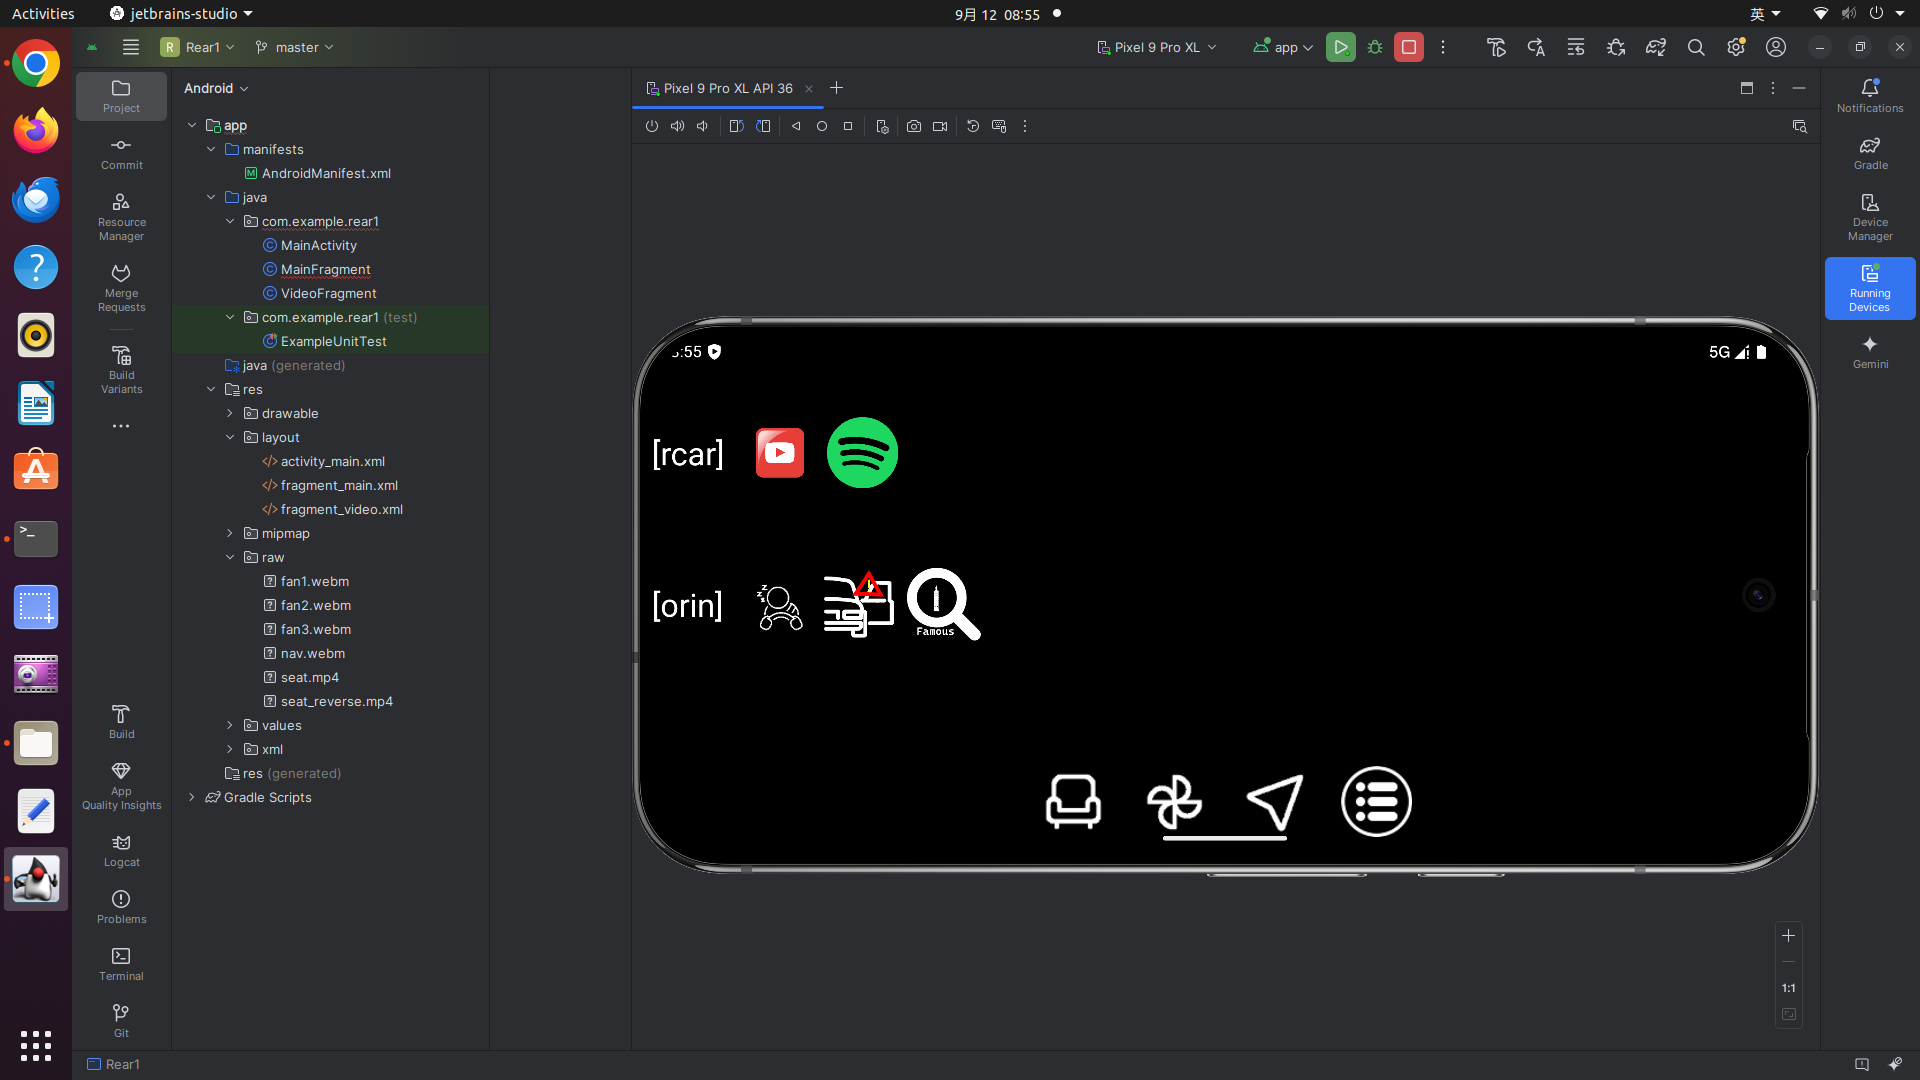 Activities
jetbrains-studio
9月 12 08:55
英
R
Rear1
master
Pixel 9 Pro XL
app
Project
Commit
Resource
Manager
Merge
Requests
Build
Variants
Build
App
Quality Insights
Logcat
Problems
Terminal
Git
Android
app
manifests
AndroidManifest.xml
java
com.example.rear1
MainActivity
MainFragment
VideoFragment
com.example.rear1 (test)
ExampleUnitTest
java (generated)
res
drawable
layout
activity_main.xml
fragment_main.xml
fragment_video.xml
mipmap
raw
fan1.webm
fan2.webm
fan3.webm
nav.webm
seat.mp4
seat_reverse.mp4
values
xml
res (generated)
Gradle Scripts
Pixel 9 Pro XL API 36
:55
5G
[rcar]
[orin]
Famous
1:1
Notifications
Gradle
Device
Manager
Running
Devices
Gemini
Rear1